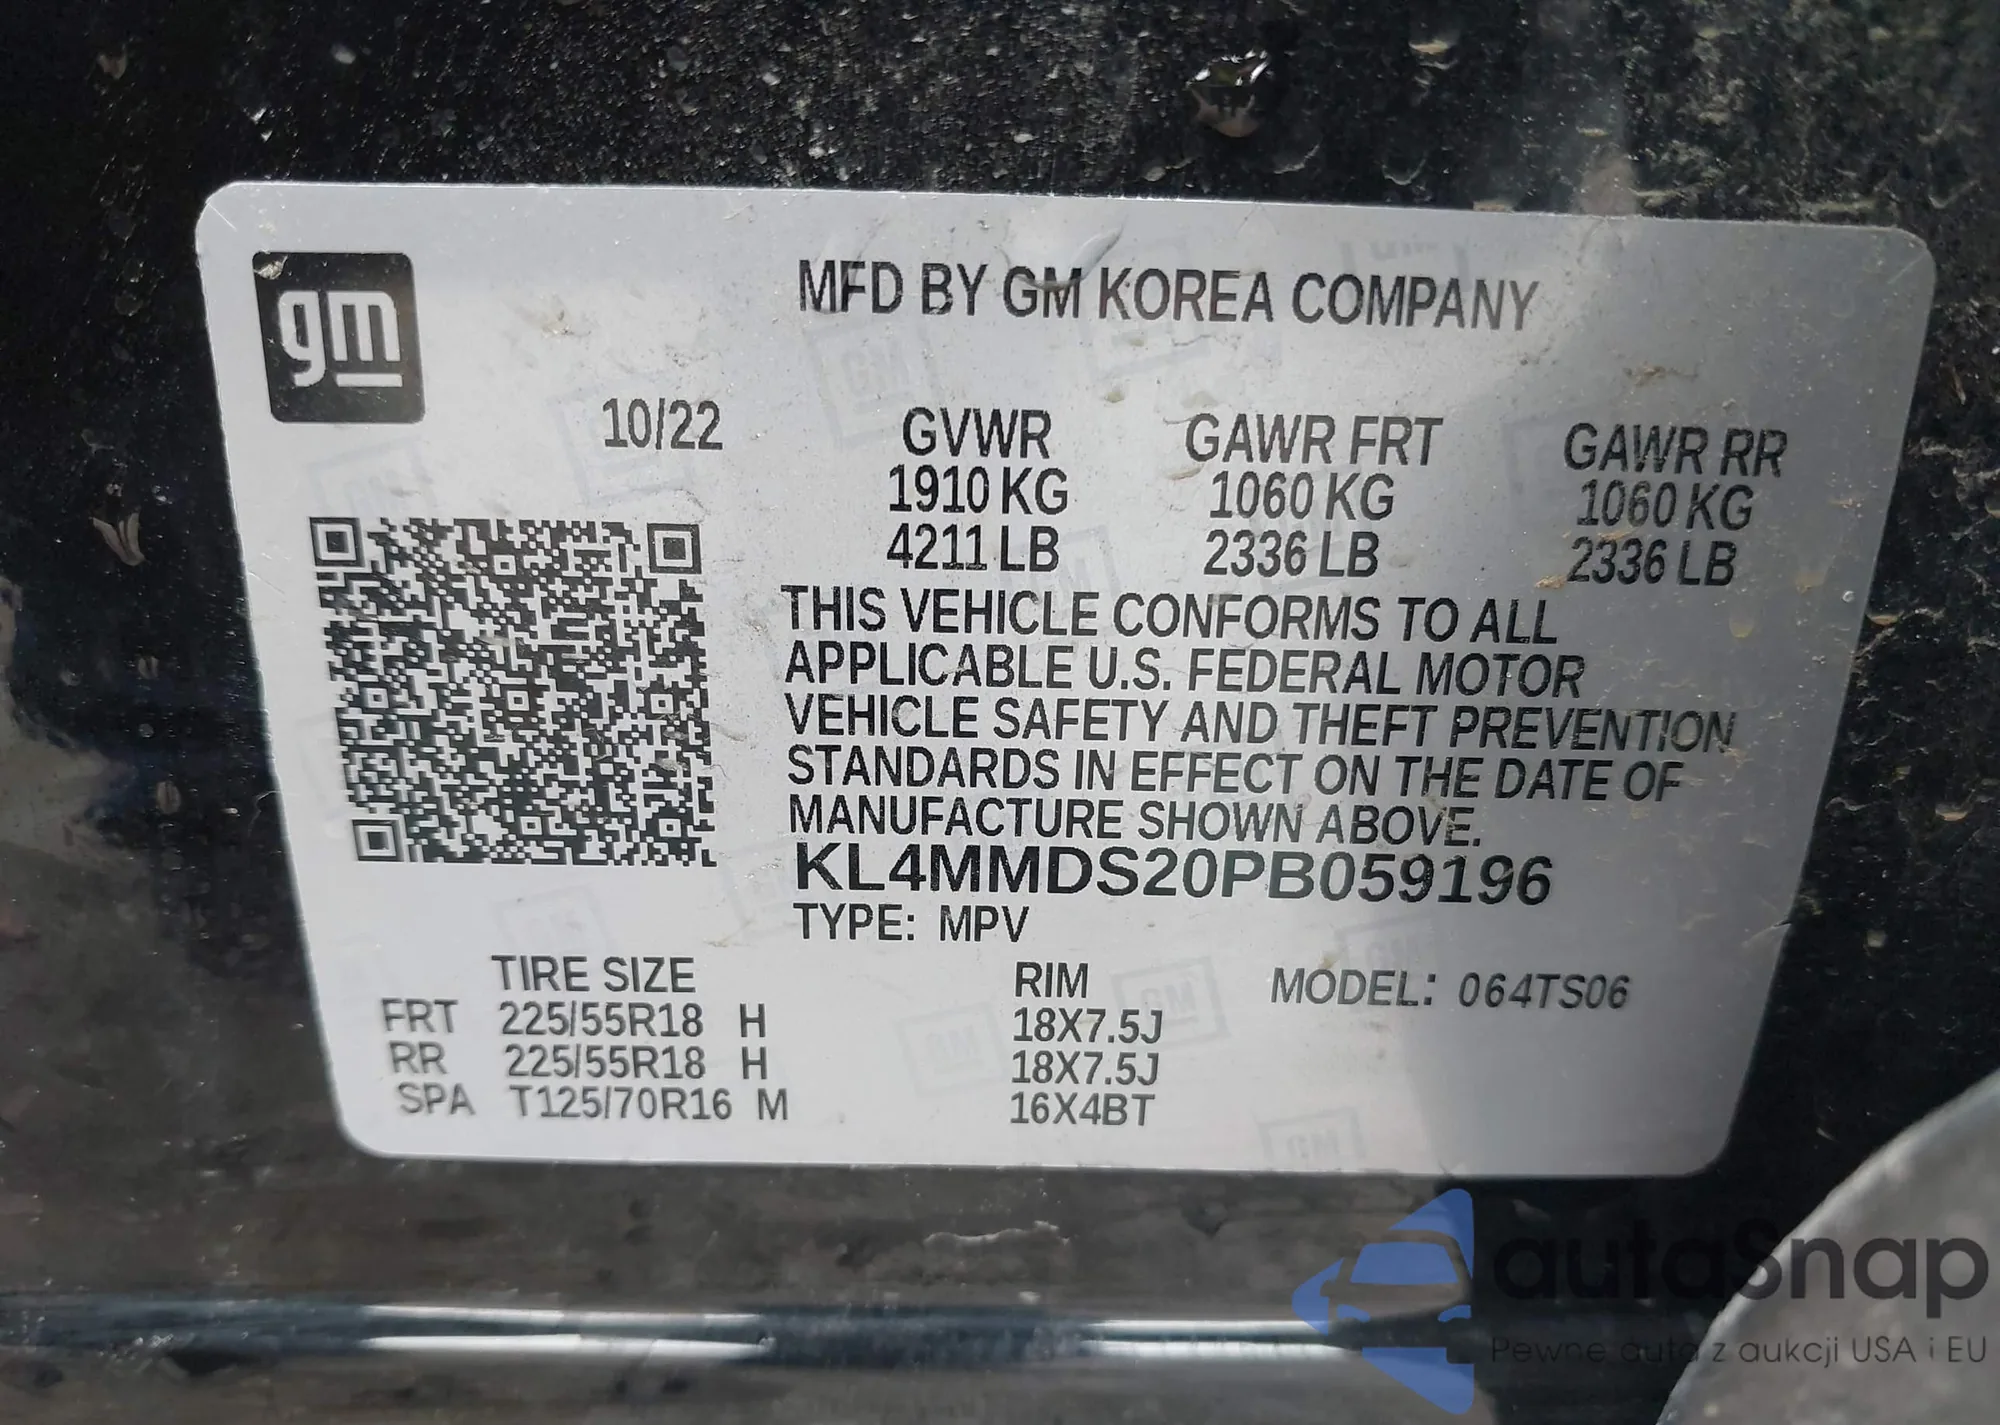 gm
MFD BY GM KOREA COMPANY
10/22
GVWR GAWR FRT GAWR RR
1910 KG 1060 KG 1060 KG
4211 LB 2336 LB 2336 LB
THIS VEHICLE CONFORMS TO ALL
APPLICABLE U.S. FEDERAL MOTOR
VEHICLE SAFETY AND THEFT PREVENTION
STANDARDS IN EFFECT ON THE DATE OF
MANUFACTURE SHOWN ABOVE.
KL4MMDS20PB059196
TYPE: MPV
TIRE SIZE RIM MODEL: 064TS06
FRT 225/55R18 H 18X7.5J
RR 225/55R18 H 18X7.5J
SPA T125/70R16 M 16X4BT
autaSnap
Pewne auta z aukcji USA i EU